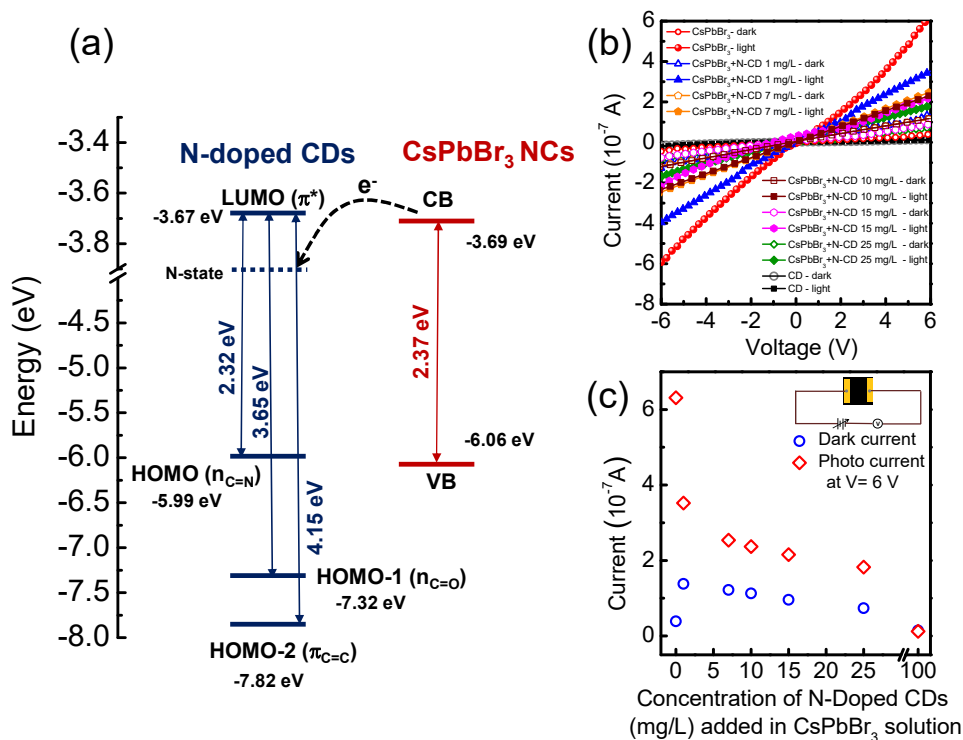 (a)
N-doped CDs
CsPbBr3 NCs
LUMO (π*)
e-
CB
-3.67 eV
-3.69 eV
N-state
2.32 eV
3.65 eV
4.15 eV
2.37 eV
-6.06 eV
VB
HOMO (nC=N)
-5.99 eV
HOMO-1 (nC=O)
-7.32 eV
HOMO-2 (πC=C)
-7.82 eV
Energy (eV)
-3.4
-3.6
-3.8
-4.5
-5.0
-5.5
-6.0
-6.5
-7.0
-7.5
-8.0
(b)
CsPbBr3- dark
CsPbBr3- light
CsPbBr3+N-CD 1 mg/L - dark
CsPbBr3+N-CD 1 mg/L - light
CsPbBr3+N-CD 7 mg/L - dark
CsPbBr3+N-CD 7 mg/L - light
CsPbBr3+N-CD 10 mg/L - dark
CsPbBr3+N-CD 10 mg/L - light
CsPbBr3+N-CD 15 mg/L - dark
CsPbBr3+N-CD 15 mg/L - light
CsPbBr3+N-CD 25 mg/L - dark
CsPbBr3+N-CD 25 mg/L - light
CD - dark
CD - light
Current (10-7 A)
6
4
2
0
-2
-4
-6
-8
-6 -4 -2 0 2 4 6
Voltage (V)
(c)
V
Dark current
Photo current
at V= 6 V
Current (10-7A)
6
4
2
0
0 5 10 15 20 25 100
Concentration of N-Doped CDs
(mg/L) added in CsPbBr3 solution